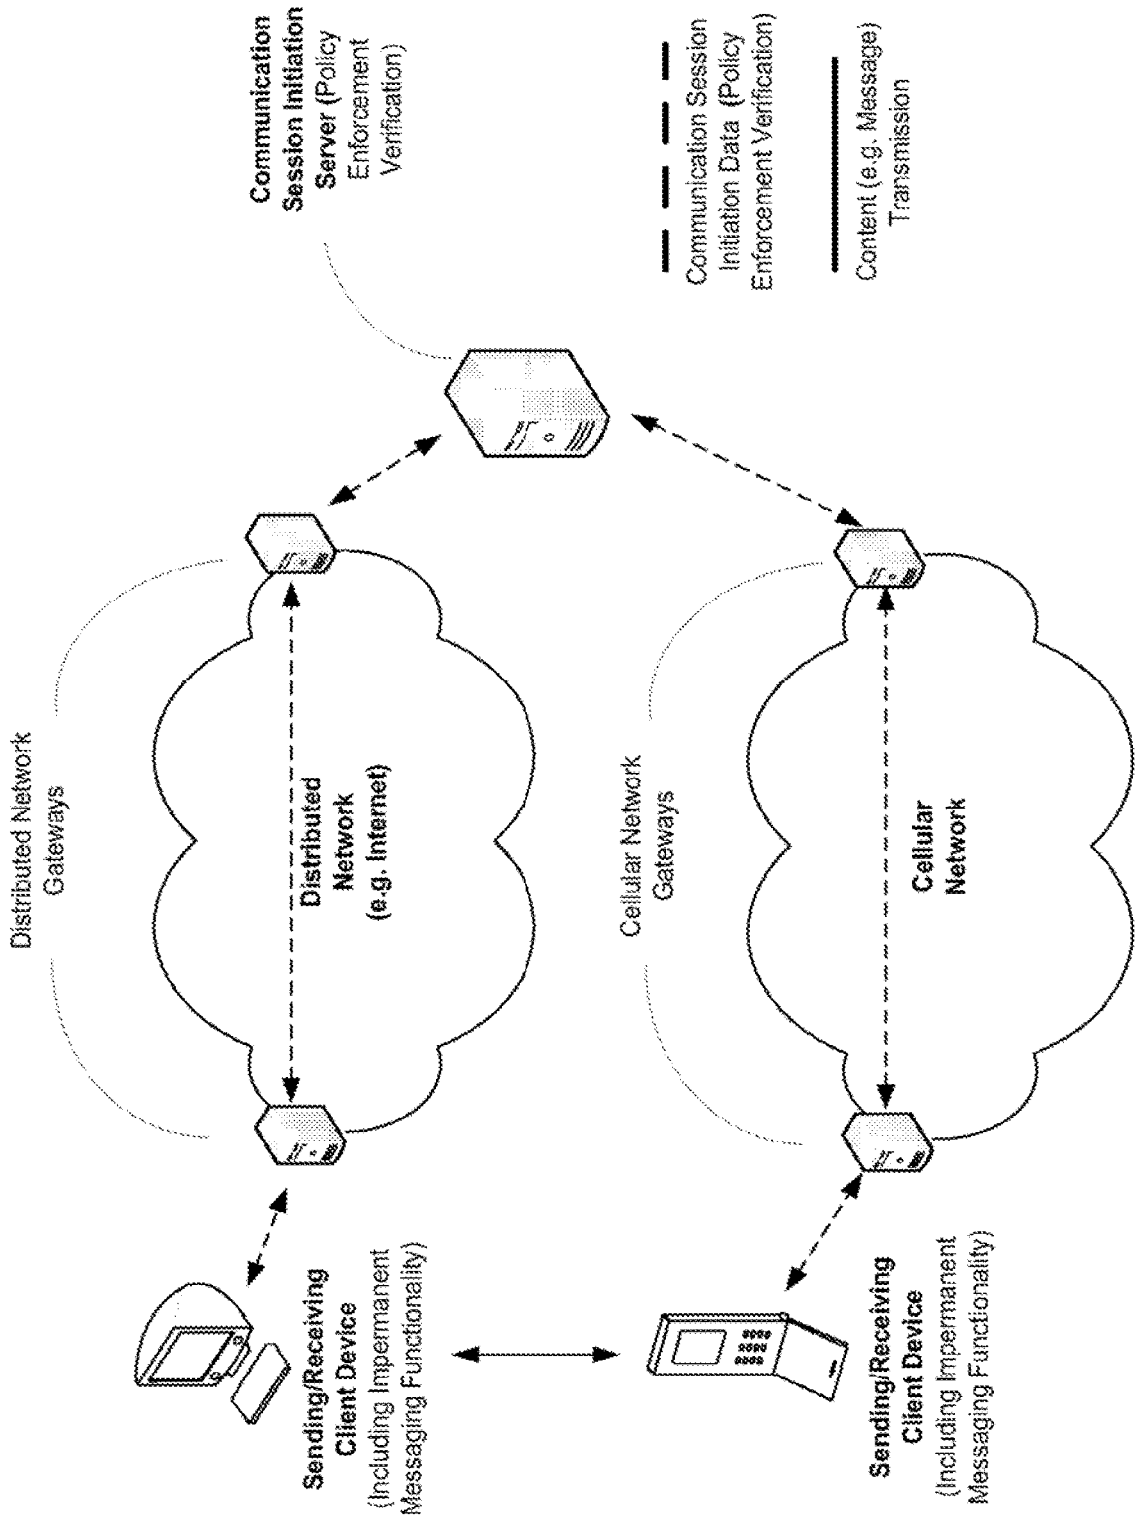 Communication
Session Initiation
Server (Policy
Enforcement
Verification)
Communication Session
Initiation Data (Policy
Enforcement Verification)
Content (e.g. Message)
Transmission
Distributed Network
Gateways
Distributed
Network
(e.g. Internet)
Cellular Network
Gateways
Cellular
Network
Sending/Receiving
Client Device
(Including Impermanent
Messaging Functionality)
Sending/Receiving
Client Device
(Including Impermanent
Messaging Functionality)